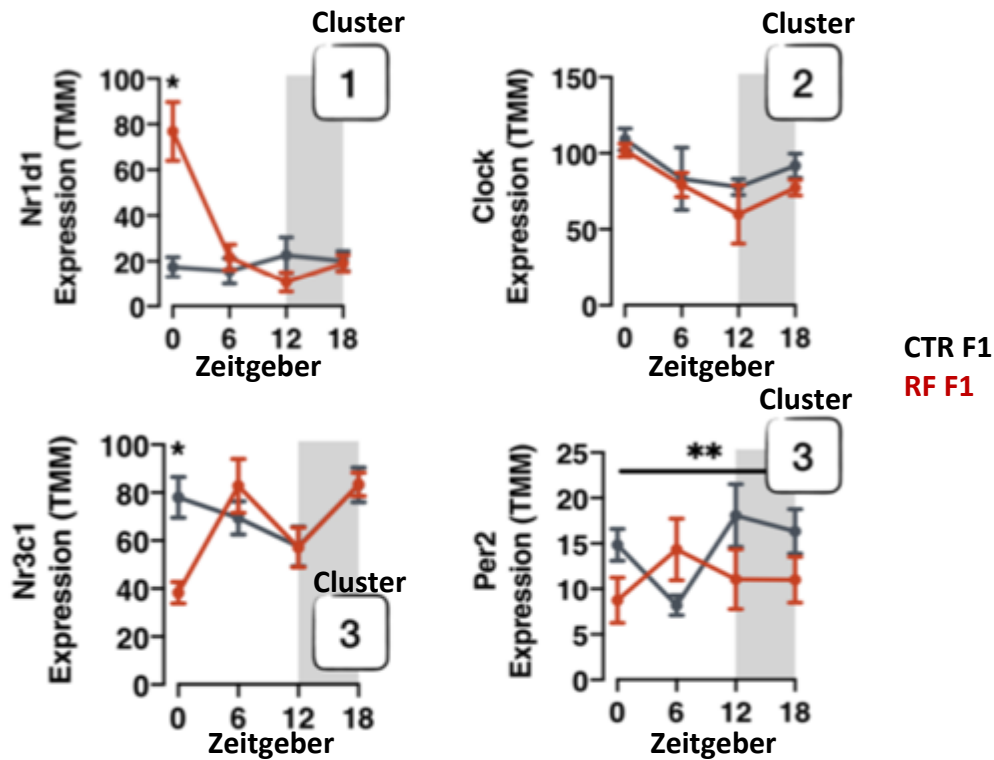 Cluster
1
Nr1d1
Expression (TMM)
100
80
60
40
20
0
*
0 6 12 18
Zeitgeber
Cluster
2
Clock
Expression (TMM)
150
100
50
0
0 6 12 18
Zeitgeber
CTR F1
RF F1
Nr3c1
Expression (TMM)
100
80
60
40
20
0
*
Cluster
3
0 6 12 18
Zeitgeber
Cluster
3
Per2
Expression (TMM)
25
20
15
10
5
0
**
0 6 12 18
Zeitgeber